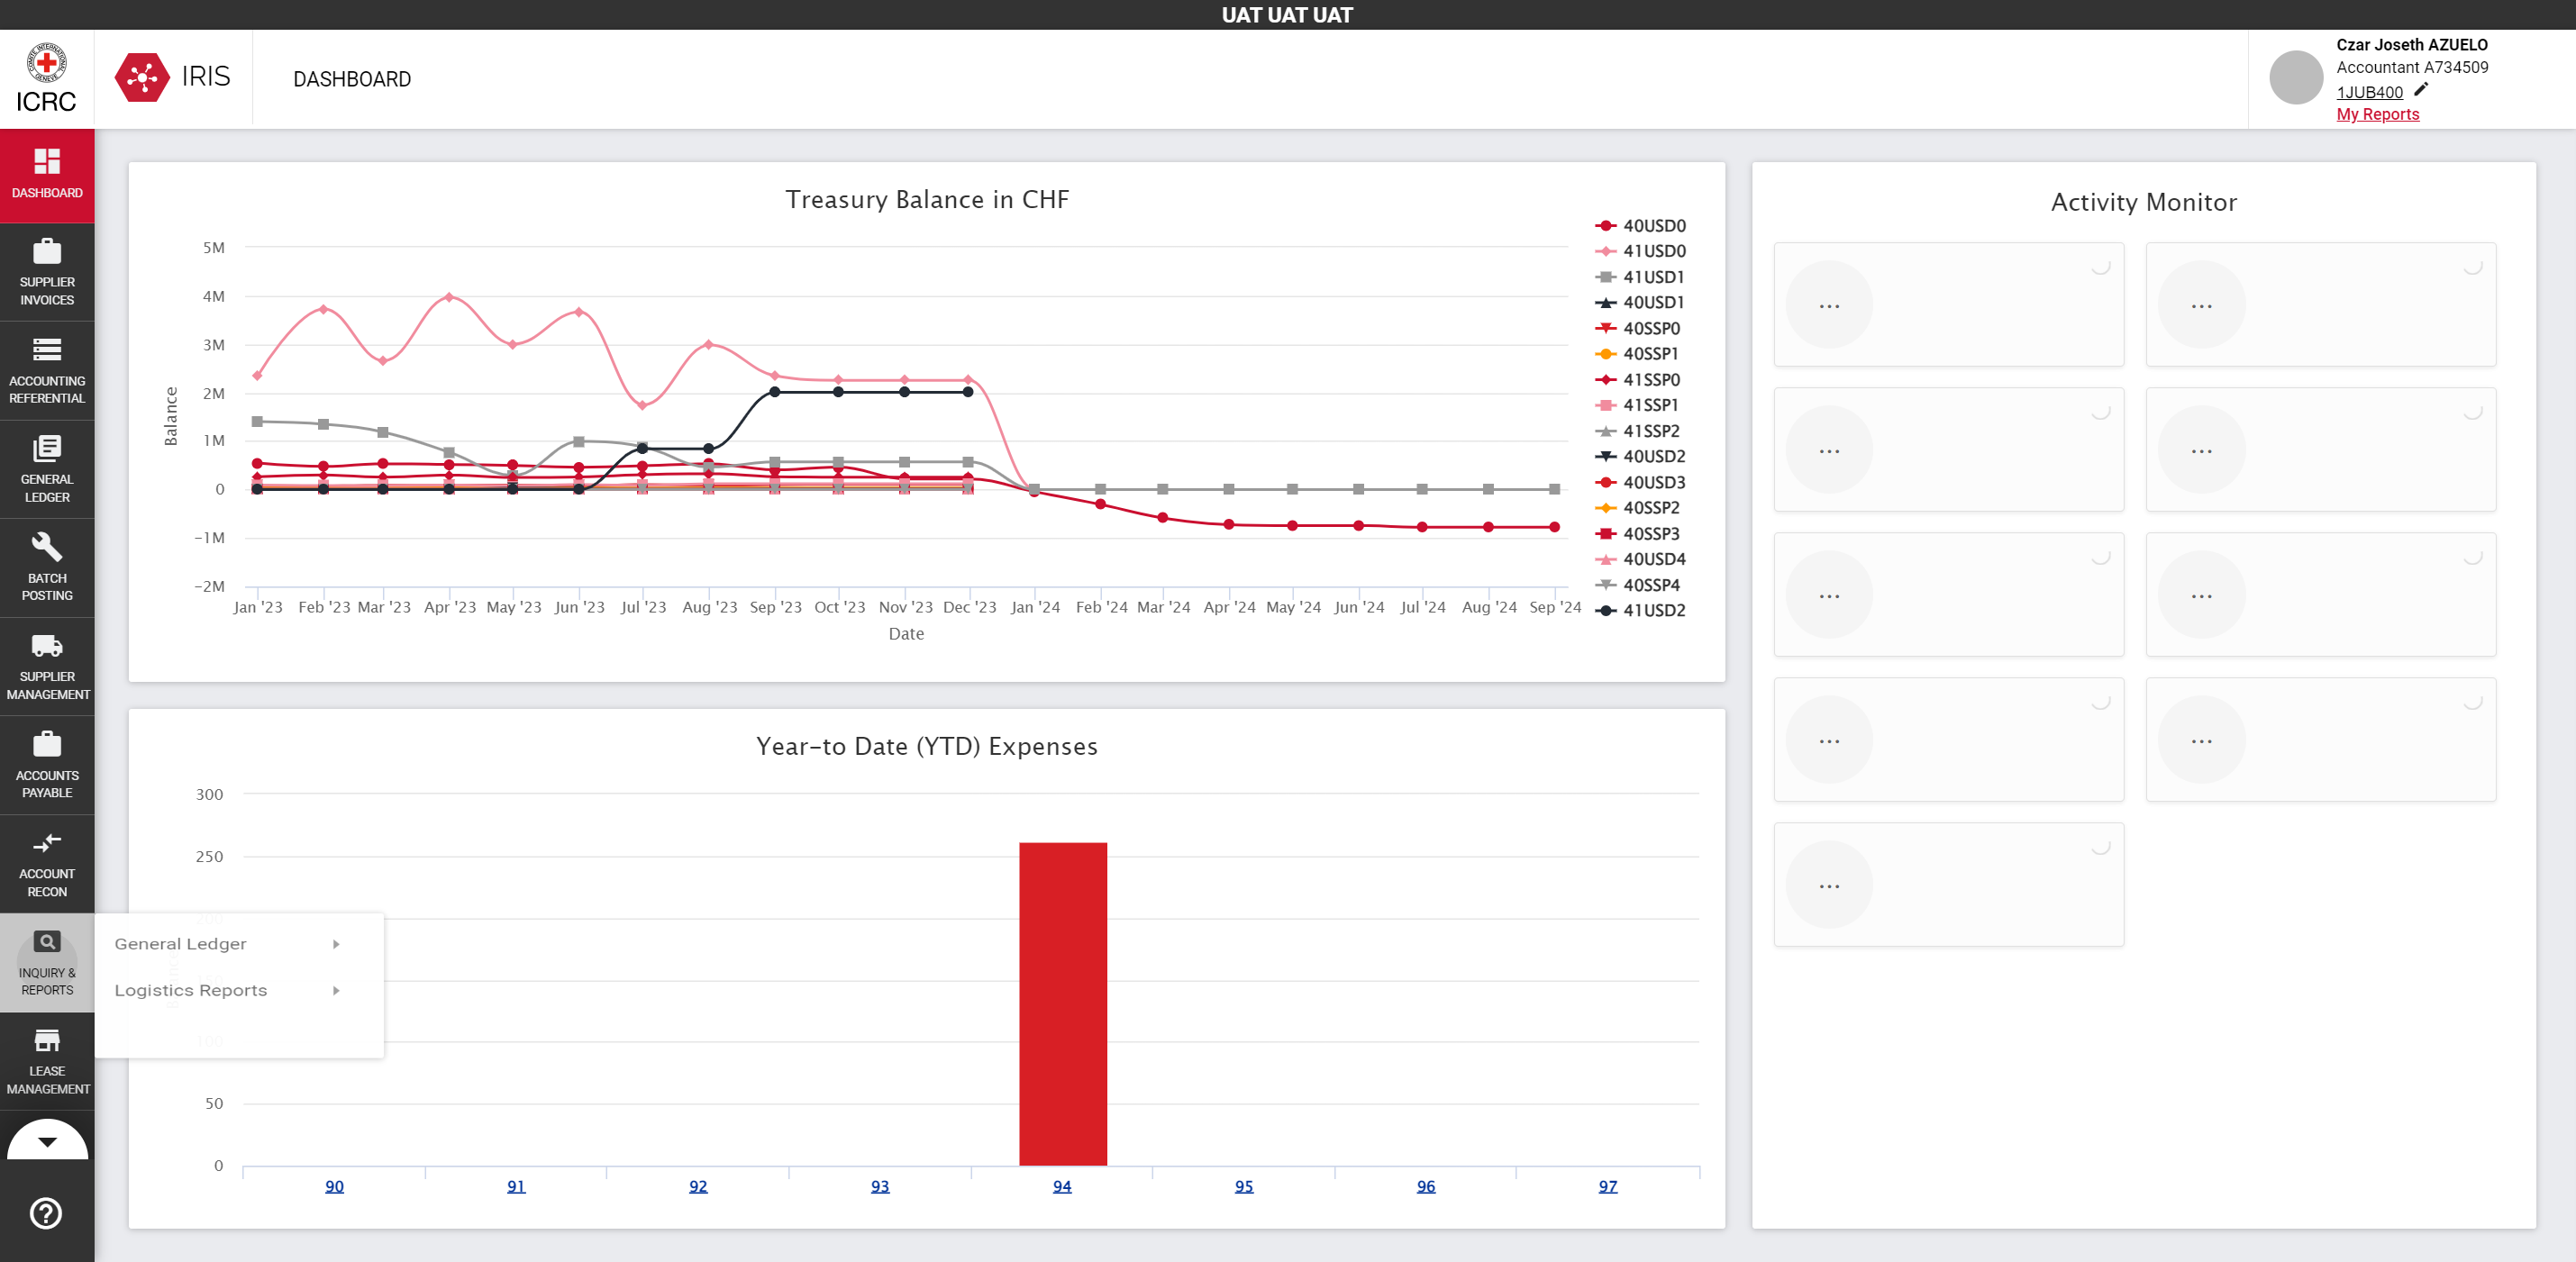 UAT UAT UAT
ICRC
IRIS
DASHBOARD
Czar Joseth AZUELO
Accountant A734509
1JUB400
My Reports
DASHBOARD
SUPPLIER
INVOICES
ACCOUNTING
REFERENTIAL
GENERAL
LEDGER
BATCH
POSTING
SUPPLIER
MANAGEMENT
ACCOUNTS
PAYABLE
ACCOUNT
RECON
INQUIRY &
REPORTS
LEASE
MANAGEMENT
General Ledger
Logistics Reports
Treasury Balance in CHF
5M
4M
3M
2M
1M
0
-1M
-2M
Balance
Jan '23 Feb '23 Mar '23 Apr '23 May '23 Jun '23 Jul '23 Aug '23 Sep '23 Oct '23 Nov '23 Dec '23 Jan '24 Feb '24 Mar '24 Apr '24 May '24 Jun '24 Jul '24 Aug '24 Sep '24
Date
40USD0
41USD0
41USD1
40USD1
40SSP0
40SSP1
41SSP0
41SSP1
41SSP2
40USD2
40USD3
40SSP2
40SSP3
40USD4
40SSP4
41USD2
Year-to Date (YTD) Expenses
300
250
200
100
50
0
90 91 92 93 94 95 96 97
Activity Monitor
... ...
... ...
... ...
... ...
...